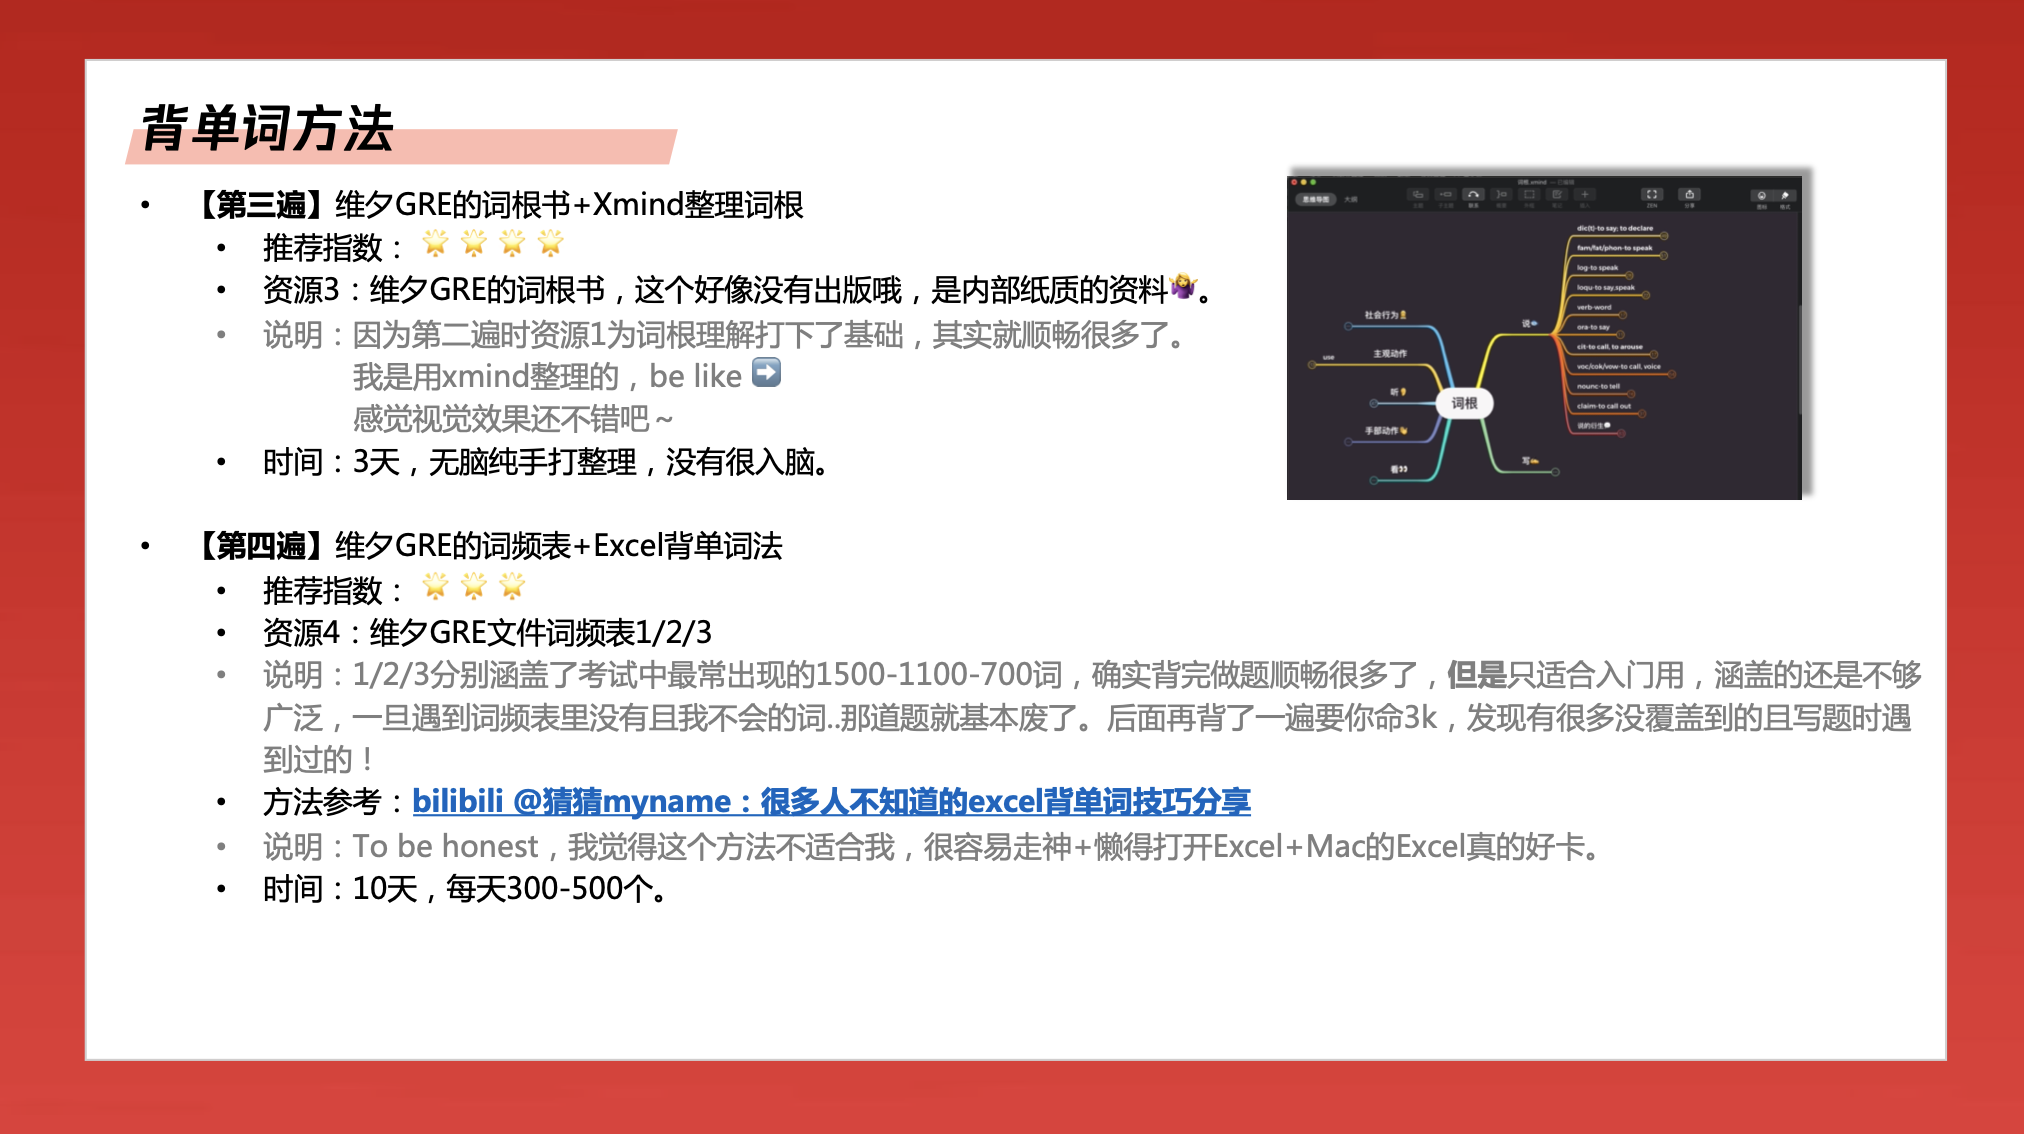 背单词方法
• 【第三遍】维夕GRE的词根书+Xmind整理词根
• 推荐指数：🌟 🌟 🌟 🌟
• 资源3：维夕GRE的词根书，这个好像没有出版哦，是内部纸质的资料🤷‍♀️。
• 说明：因为第二遍时资源1为词根理解打下了基础，其实就顺畅很多了。
我是用xmind整理的，be like ➡️
感觉视觉效果还不错吧～
• 时间：3天，无脑纯手打整理，没有很入脑。
• 【第四遍】维夕GRE的词频表+Excel背单词法
• 推荐指数：🌟 🌟 🌟
• 资源4：维夕GRE文件词频表1/2/3
• 说明：1/2/3分别涵盖了考试中最常出现的1500-1100-700词，确实背完做题顺畅很多了，但是只适合入门用，涵盖的还是不够
广泛，一旦遇到词频表里没有且我不会的词..那道题就基本废了。后面再背了一遍要你命3k，发现有很多没覆盖到的且写题时遇
到过的！
• 方法参考：bilibili @猜猜myname：很多人不知道的excel背单词技巧分享
• 说明：To be honest，我觉得这个方法不适合我，很容易走神+懒得打开Excel+Mac的Excel真的好卡。
• 时间：10天，每天300-500个。
词根.xmind — 已编辑
思维导图 大纲
ZEN 分享 图标 格式
词根
社会行为
主观动作
use
听
手部动作
看
说
写
dic(t)-to say; to declare
fam/fat/phon-to speak
log-to speak
loqu-to say,speak
verb-word
ora-to say
cit-to call, to arouse
voc/cok/vow-to call, voice
nounc-to tell
claim-to call out
说的衍生